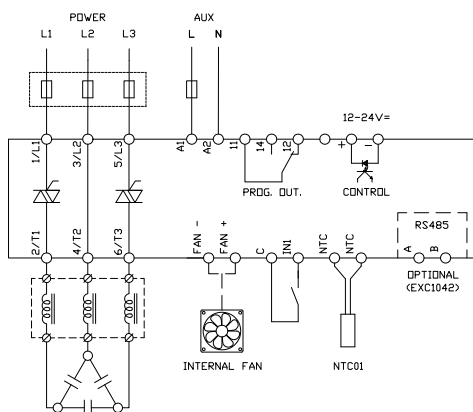 POWER AUX
L1 L2 L3 L N
12-24V=
1/L1 3/L2 5/L3 A1 A2 11 14 12 + -
PROG. OUT. CONTROL
RS485
2/T1 4/T2 6/T3 FAN - FAN + C IN1 NTC NTC A B
OPTIONAL
(EXC1042)
INTERNAL FAN NTC01